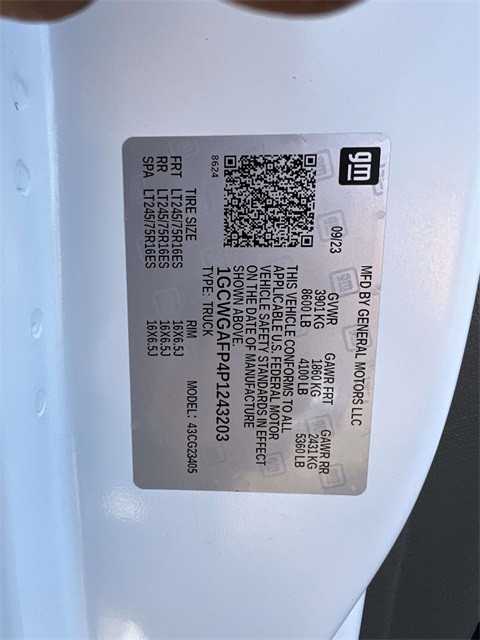 gm
MFD BY GENERAL MOTORS LLC
09/23 GVWR GAWR FRT GAWR RR
3901 KG 1860 KG 2431 KG
8600 LB 4100 LB 5360 LB
THIS VEHICLE CONFORMS TO ALL
APPLICABLE U.S. FEDERAL MOTOR
VEHICLE SAFETY STANDARDS IN EFFECT
ON THE DATE OF MANUFACTURE
SHOWN ABOVE.
1GCWGAFP4P1243203
TYPE: TRUCK MODEL: 43CG23405
8624
TIRE SIZE RIM
FRT LT245/75R16ES 16X6.5J
RR LT245/75R16ES 16X6.5J
SPA LT245/75R16ES 16X6.5J